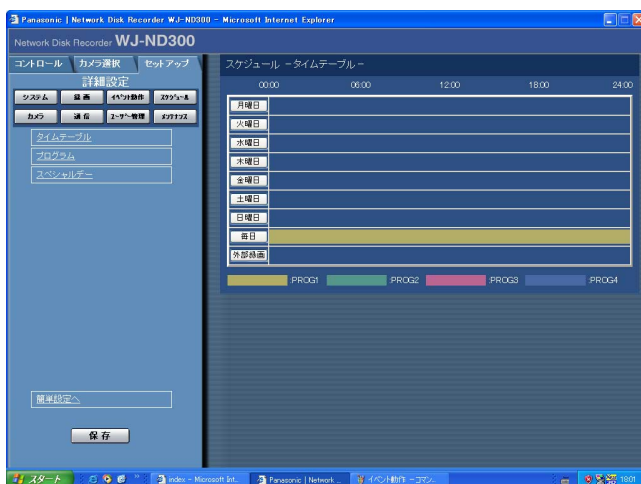 Panasonic | Network Disk Recorder WJ-ND300 - Microsoft Internet Explorer
Network Disk Recorder WJ-ND300
コントロール カメラ選択 セットアップ
詳細設定
システム 録画 イベント動作 スケジュール
カメラ 通信 ユーザー管理 メンテナンス
タイムテーブル
プログラム
スペシャルデー
簡単設定へ
保存
スケジュール －タイムテーブル－
00:00 06:00 12:00 18:00 24:00
月曜日
火曜日
水曜日
木曜日
金曜日
土曜日
日曜日
毎日
外部録画
:PROG1 :PROG2 :PROG3 :PROG4
スタート
index - Microsoft Int...
Panasonic | Network ...
イベント動作 －コマン...
18:01